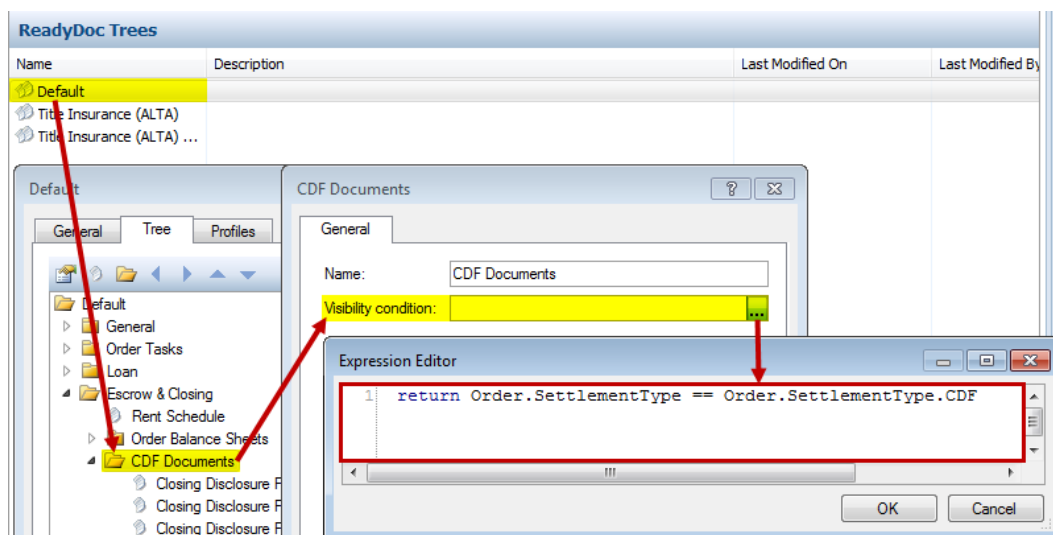 ReadyDoc Trees
Name Description Last Modified On Last Modified By
Default
Title Insurance (ALTA)
Title Insurance (ALTA) ...
Default CDF Documents
General Tree Profiles General
Name: CDF Documents
Default
Visibility condition: ...
General
Order Tasks
Loan
Expression Editor
Escrow & Closing
1 return Order.SettlementType == Order.SettlementType.CDF
Rent Schedule
Order Balance Sheets
CDF Documents
Closing Disclosure F
Closing Disclosure F
Closing Disclosure F
OK Cancel